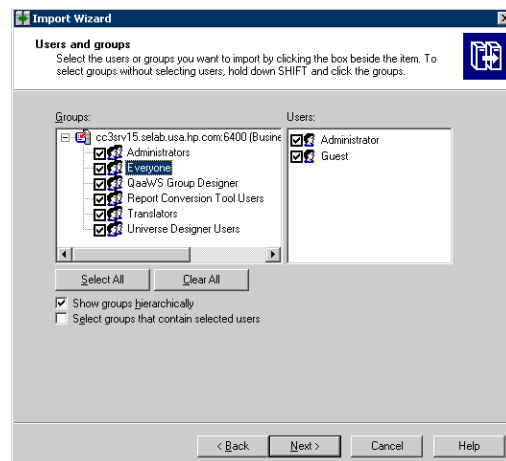 Import Wizard
Users and groups
Select the users or groups you want to import by clicking the box beside the item. To
select groups without selecting users, hold down SHIFT and click the groups.
Groups:
Users:
cc3srv15.selab.usa.hp.com:6400 (Busine
Administrators
Everyone
QaaWS Group Designer
Report Conversion Tool Users
Translators
Universe Designer Users
Administrator
Guest
Select All
Clear All
Show groups hierarchically
Select groups that contain selected users
< Back
Next >
Cancel
Help